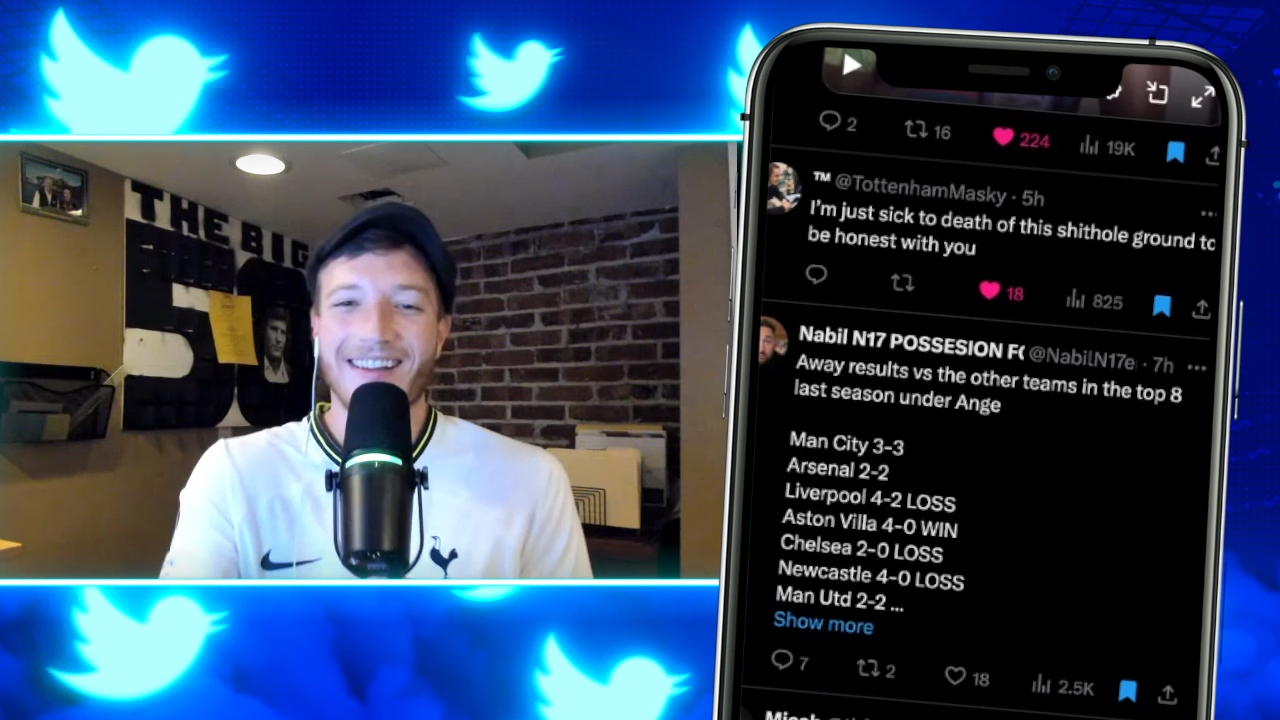 THE BIG
50
2
16
224
19K
™ @TottenhamMasky · 5h
I'm just sick to death of this shithole ground to
be honest with you
18
825
Nabil N17 POSSESION F( @NabilN17e · 7h
Away results vs the other teams in the top 8
last season under Ange
Man City 3-3
Arsenal 2-2
Liverpool 4-2 LOSS
Aston Villa 4-0 WIN
Chelsea 2-0 LOSS
Newcastle 4-0 LOSS
Man Utd 2-2 ...
Show more
7
2
18
2.5K